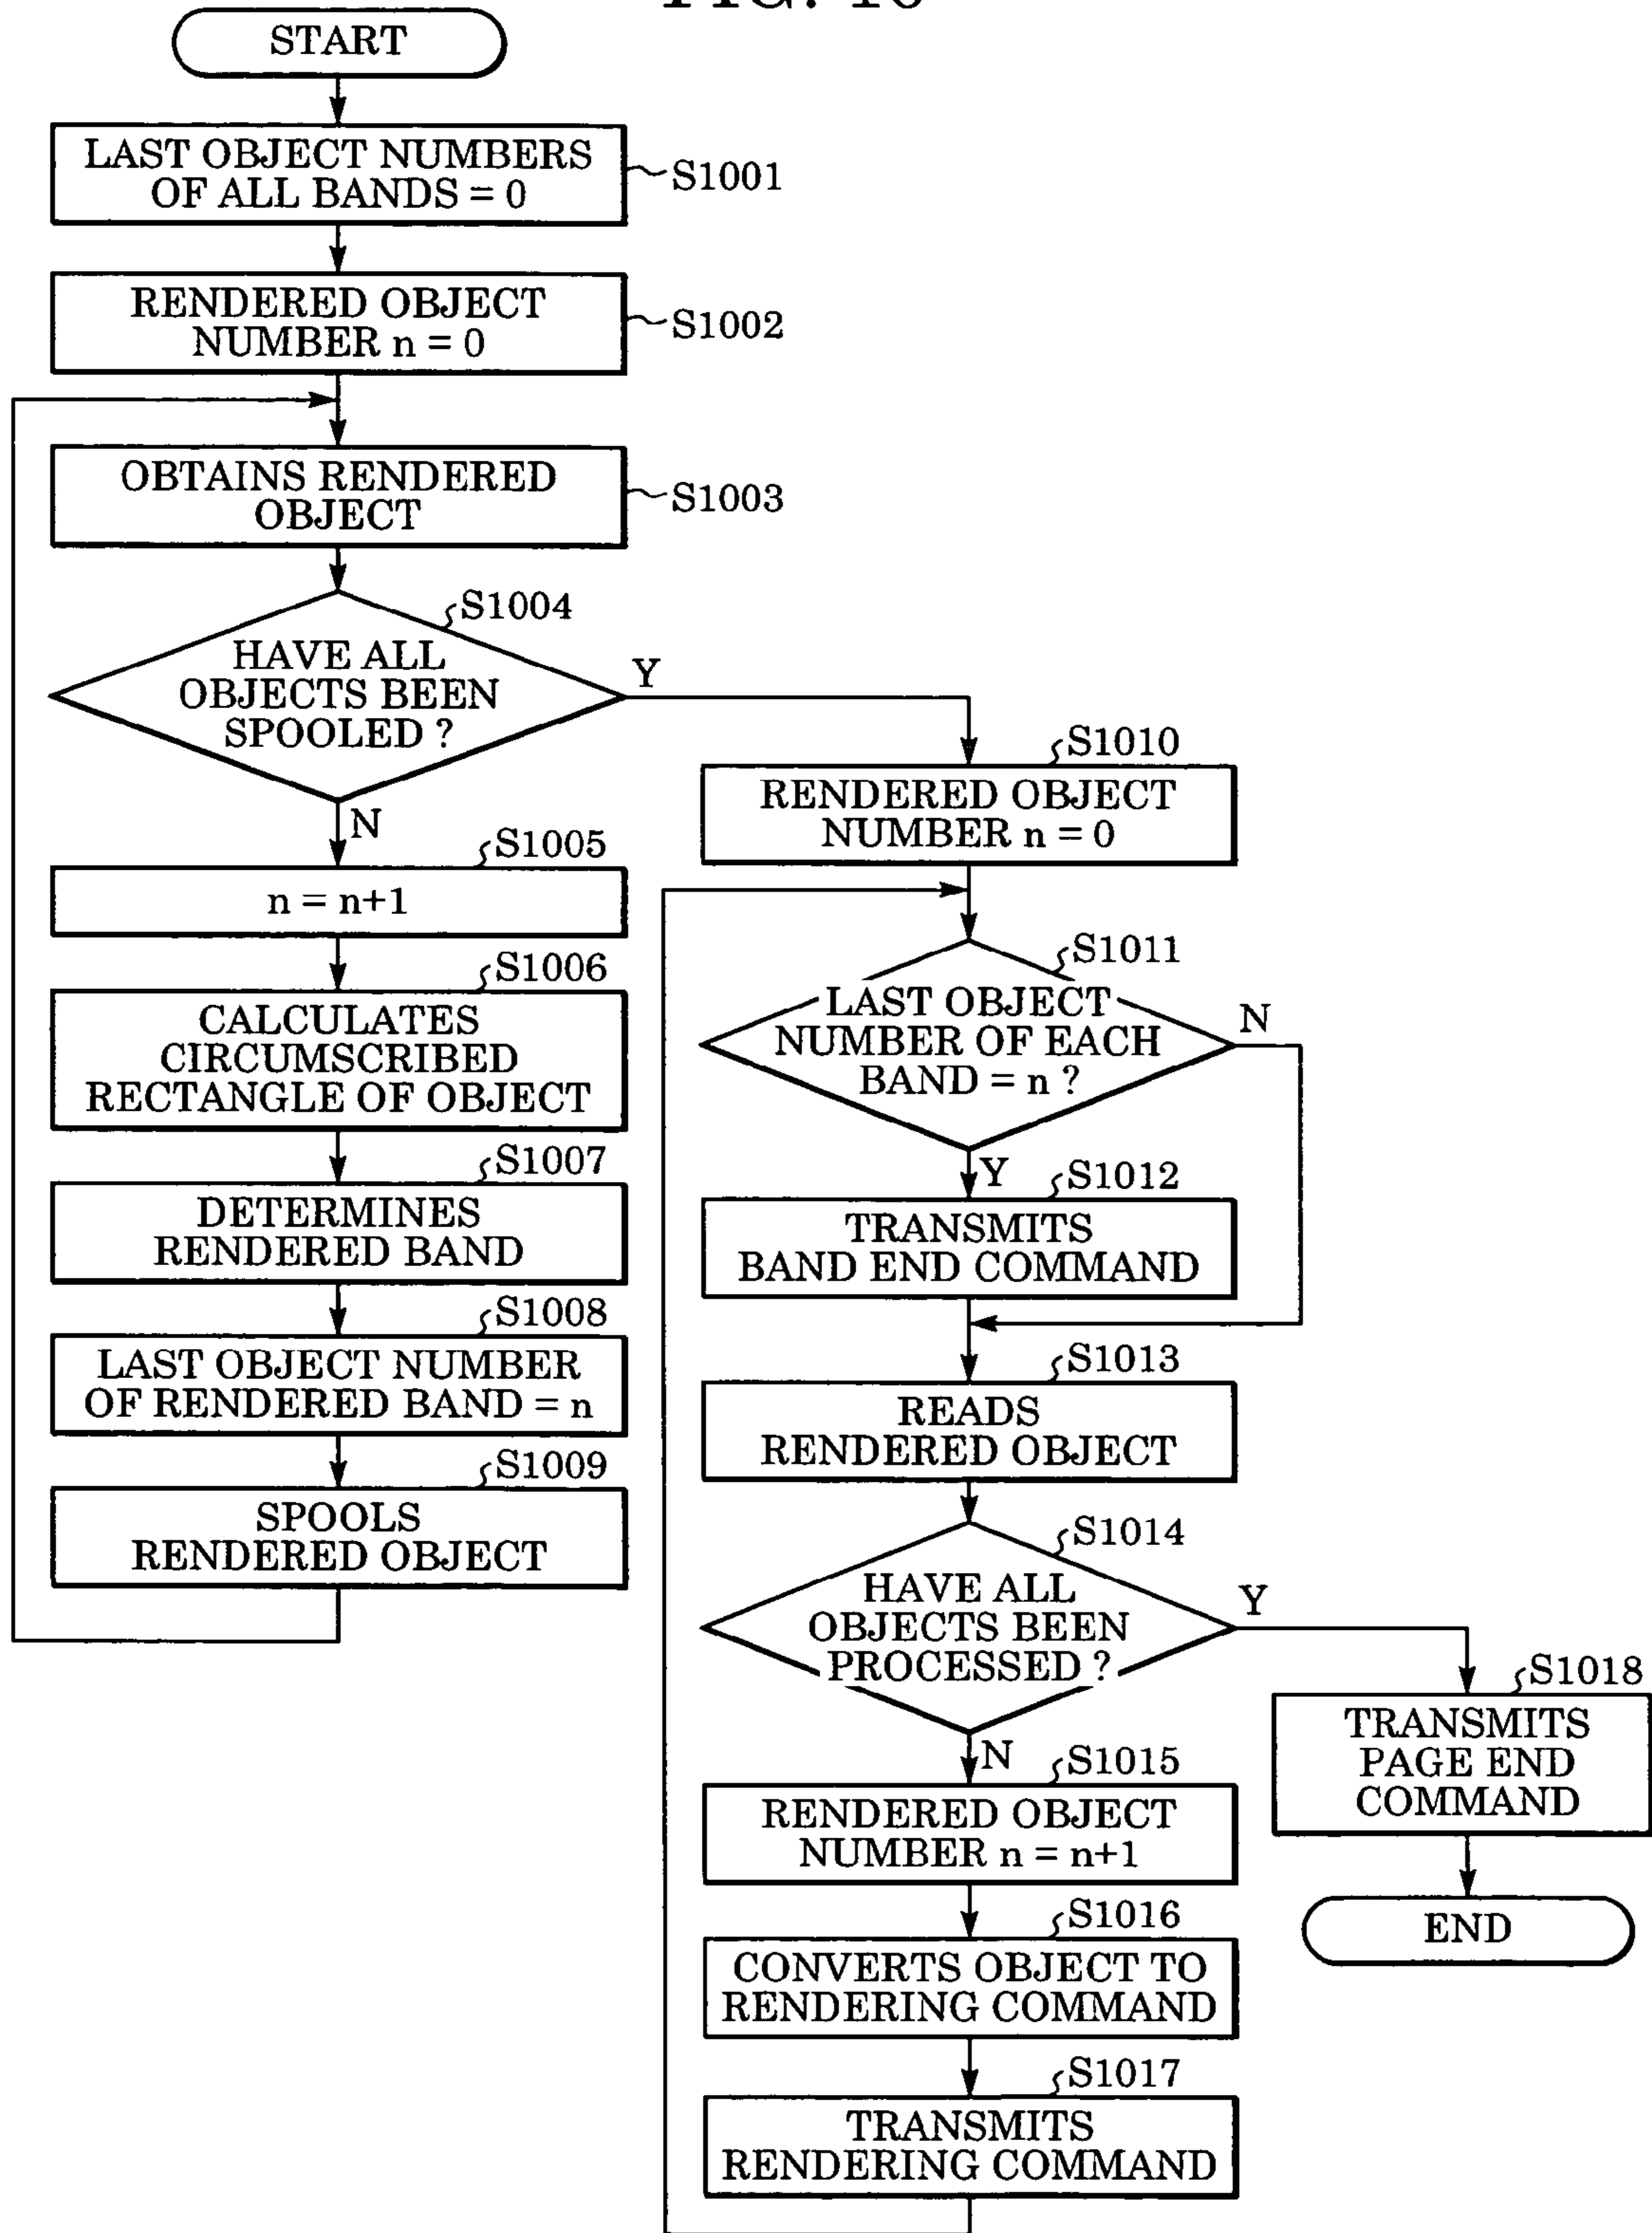 START
LAST OBJECT NUMBERS
OF ALL BANDS = 0
S1001
RENDERED OBJECT
NUMBER n = 0
S1002
OBTAINS RENDERED
OBJECT
S1003
S1004
HAVE ALL
OBJECTS BEEN
SPOOLED ?
Y
N
S1005
n = n+1
S1006
CALCULATES
CIRCUMSCRIBED
RECTANGLE OF OBJECT
S1007
DETERMINES
RENDERED BAND
S1008
LAST OBJECT NUMBER
OF RENDERED BAND = n
S1009
SPOOLS
RENDERED OBJECT
S1010
RENDERED OBJECT
NUMBER n = 0
S1011
LAST OBJECT
NUMBER OF EACH
BAND = n ?
N
Y
S1012
TRANSMITS
BAND END COMMAND
S1013
READS
RENDERED OBJECT
S1014
HAVE ALL
OBJECTS BEEN
PROCESSED ?
Y
N
S1015
RENDERED OBJECT
NUMBER n = n+1
S1016
CONVERTS OBJECT TO
RENDERING COMMAND
S1017
TRANSMITS
RENDERING COMMAND
S1018
TRANSMITS
PAGE END
COMMAND
END